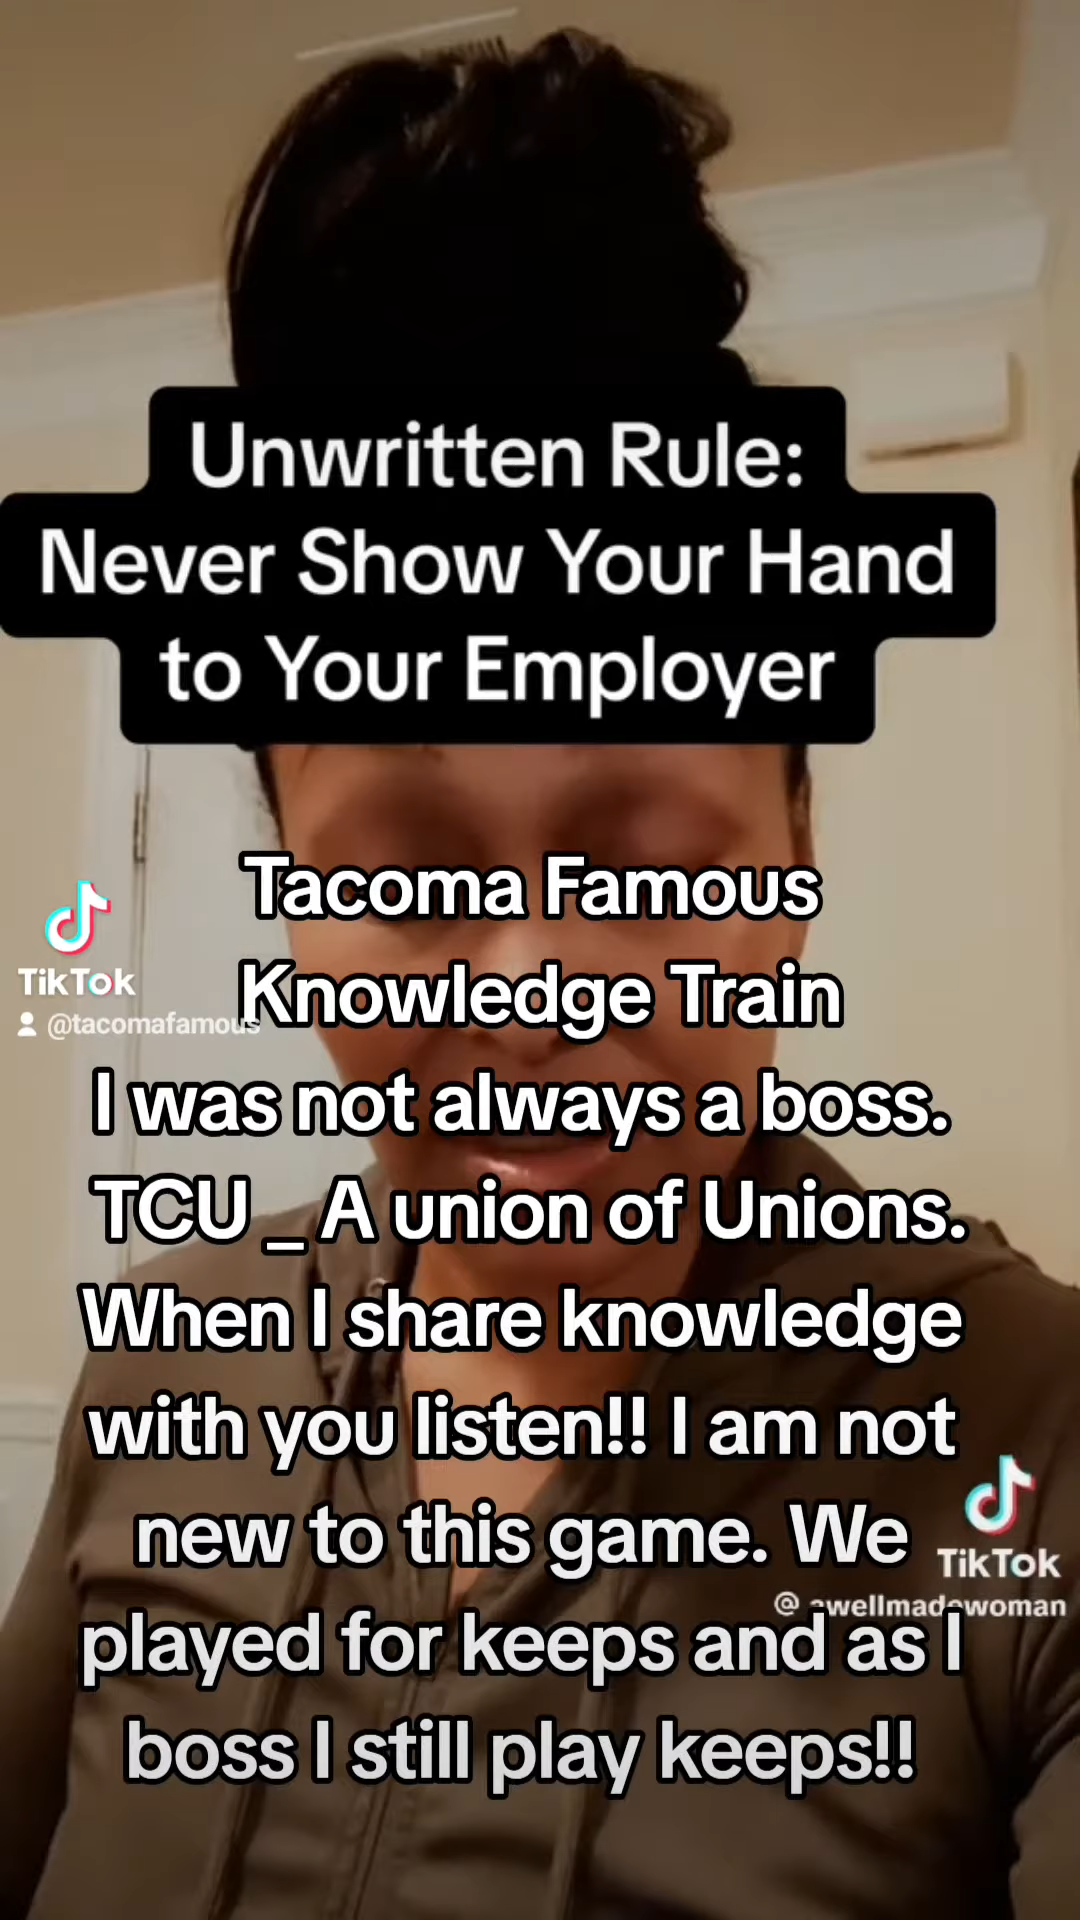 Unwritten Rule:
Never Show Your Hand
to Your Employer
Tacoma Famous
Knowledge Train
I was not always a boss.
TCU _ A union of Unions.
When I share knowledge
with you listen!! I am not
new to this game. We
played for keeps and as I
boss I still play keeps!!
TikTok
@tacomafamous
TikTok
@awellmadewoman